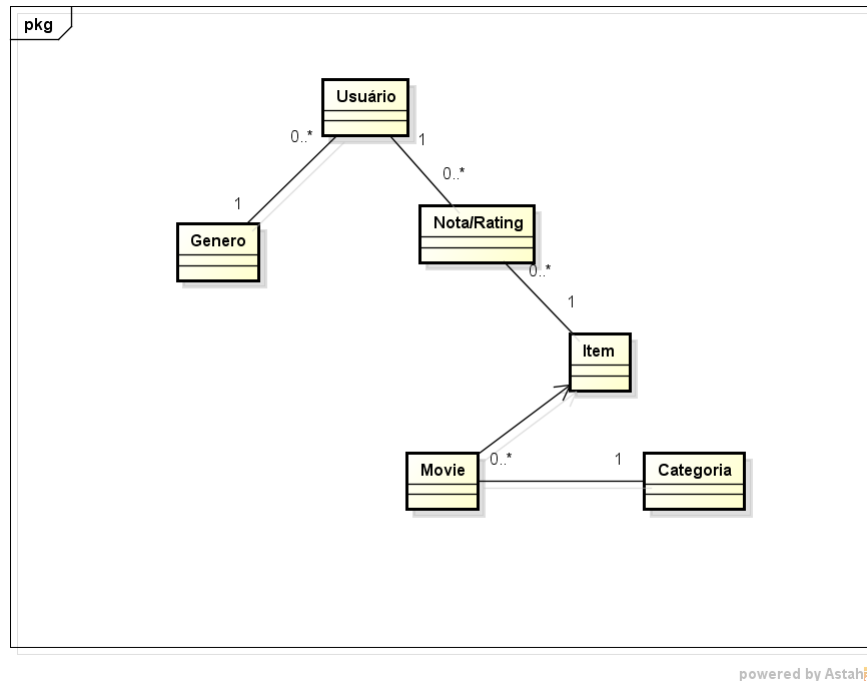 pkg
Usuário
0..*
1
0..*
1
Nota/Rating
Genero
0..*
1
Item
Movie
0..*
1
Categoria
powered by Astah